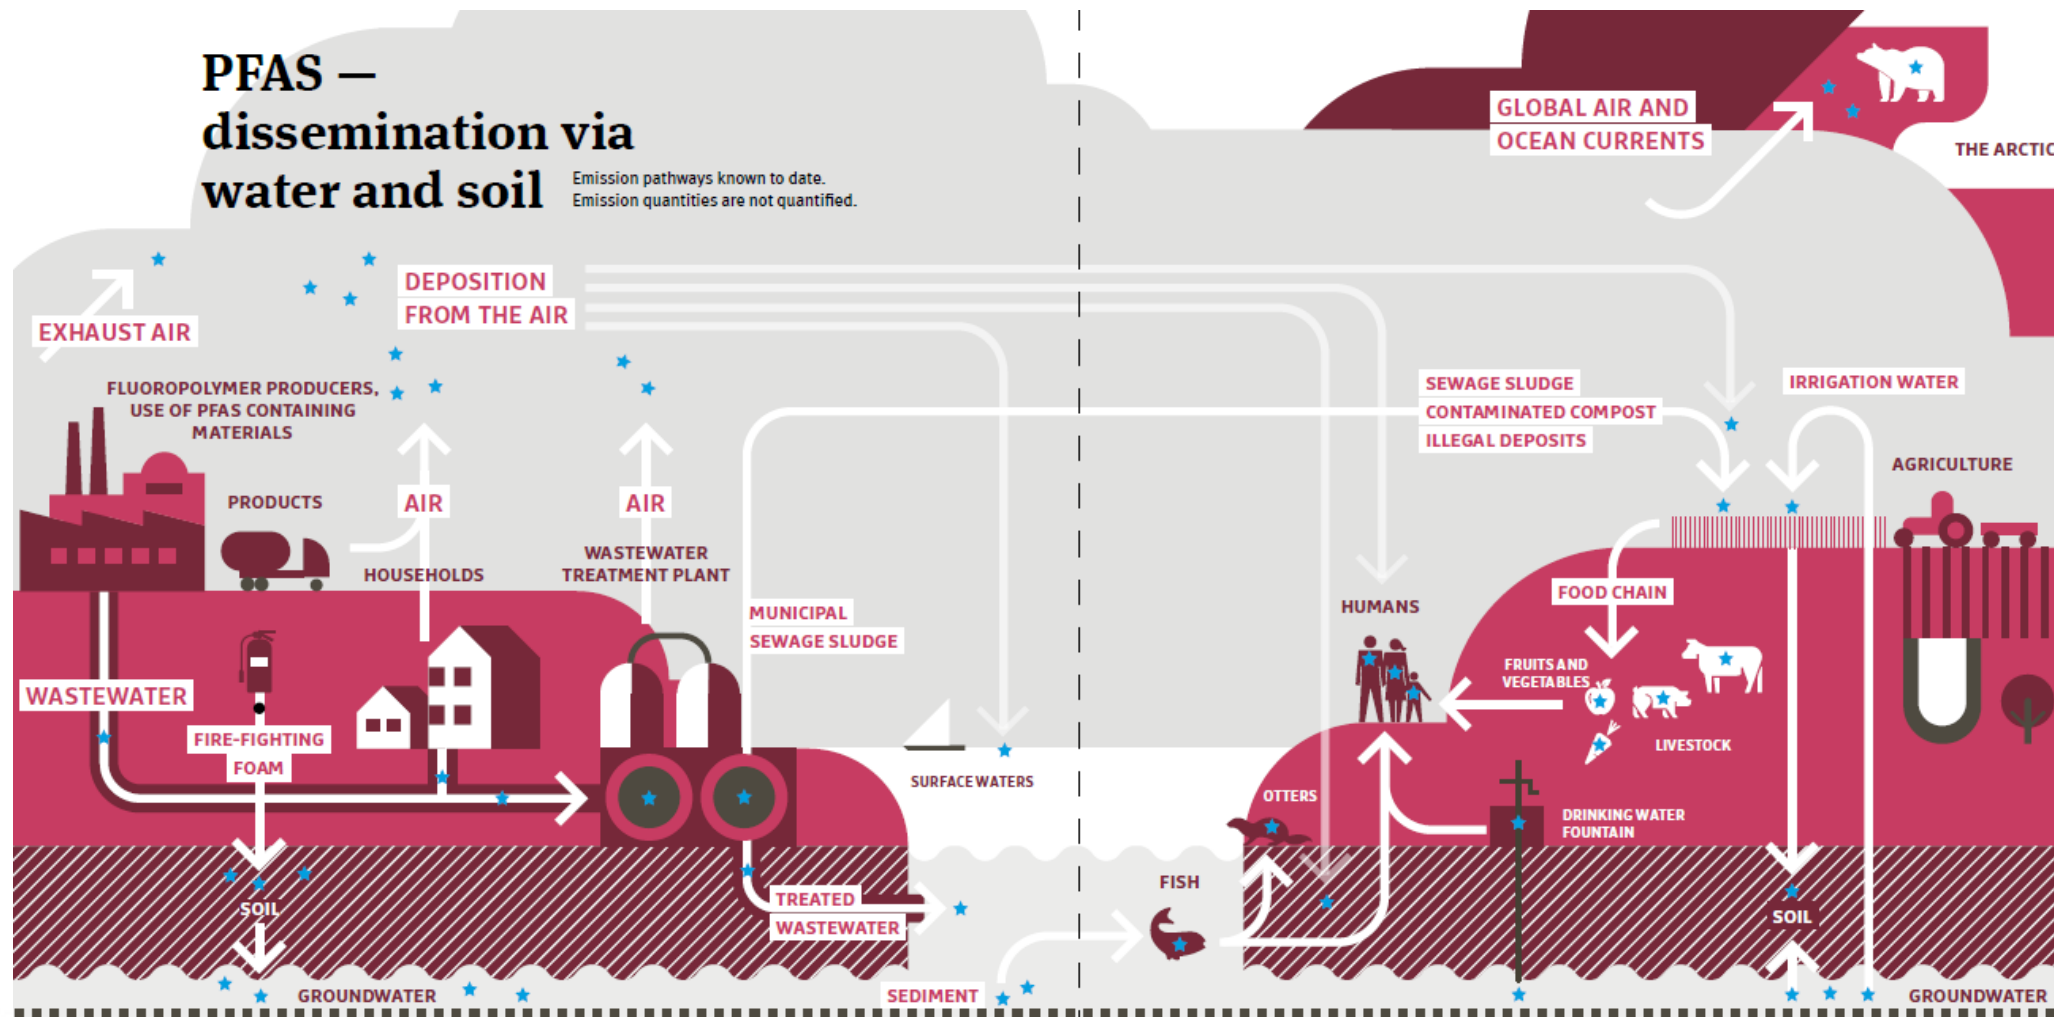 PFAS —
dissemination via
water and soil
Emission pathways known to date.
Emission quantities are not quantified.
GLOBAL AIR AND
OCEAN CURRENTS
THE ARCTIC
EXHAUST AIR
DEPOSITION
FROM THE AIR
FLUOROPOLYMER PRODUCERS,
USE OF PFAS CONTAINING
MATERIALS
PRODUCTS
AIR
AIR
HOUSEHOLDS
WASTEWATER
TREATMENT PLANT
MUNICIPAL
SEWAGE SLUDGE
SEWAGE SLUDGE
CONTAMINATED COMPOST
ILLEGAL DEPOSITS
IRRIGATION WATER
AGRICULTURE
HUMANS
FOOD CHAIN
FRUITS AND
VEGETABLES
LIVESTOCK
WASTEWATER
FIRE-FIGHTING
FOAM
SURFACE WATERS
OTTERS
DRINKING WATER
FOUNTAIN
SOIL
TREATED
WASTEWATER
FISH
SOIL
GROUNDWATER
SEDIMENT
GROUNDWATER